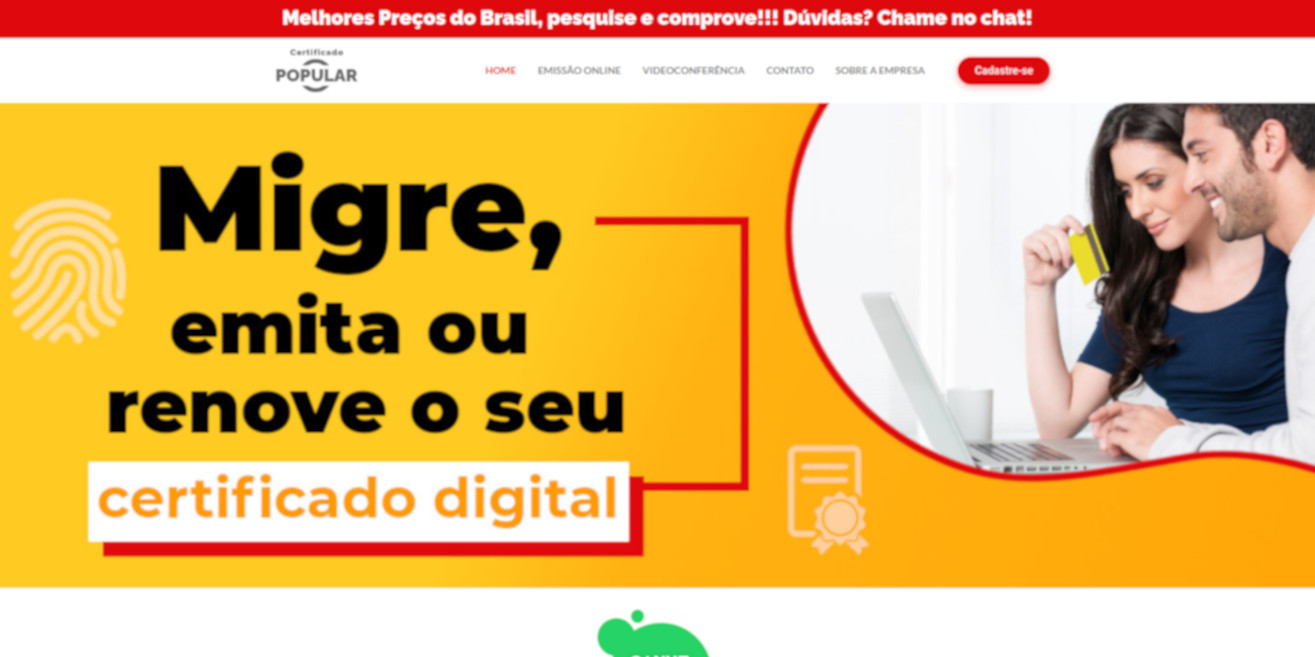 Melhores Preços do Brasil, pesquise e comprove!!! Dúvidas? Chame no chat!
Certificado
POPULAR
HOME EMISSÃO ONLINE VIDEOCONFERÊNCIA CONTATO SOBRE A EMPRESA Cadastre-se
Migre,
emita ou
renove o seu
certificado digital